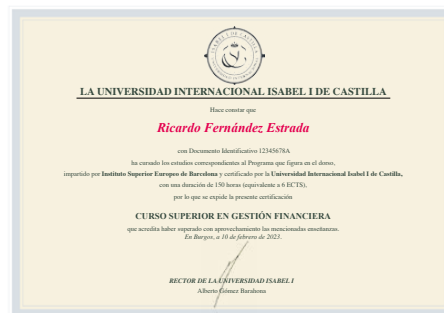 ISABEL I DE CASTILLA
LA UNIVERSIDAD INTERNACIONAL ISABEL I DE CASTILLA
Hace constar que
Ricardo Fernández Estrada
con Documento Identificativo 12345678A
ha cursado los estudios correspondientes al Programa que figura en el dorso,
impartido por Instituto Superior Europeo de Barcelona y certificado por la Universidad Internacional Isabel I de Castilla,
con una duración de 150 horas (equivalente a 6 ECTS),
por lo que se expide la presente certificación
CURSO SUPERIOR EN GESTIÓN FINANCIERA
que acredita haber superado con aprovechamiento las mencionadas enseñanzas.
En Burgos, a 10 de febrero de 2023.
RECTOR DE LA UNIVERSIDAD ISABEL I
Alberto Gómez Barahona